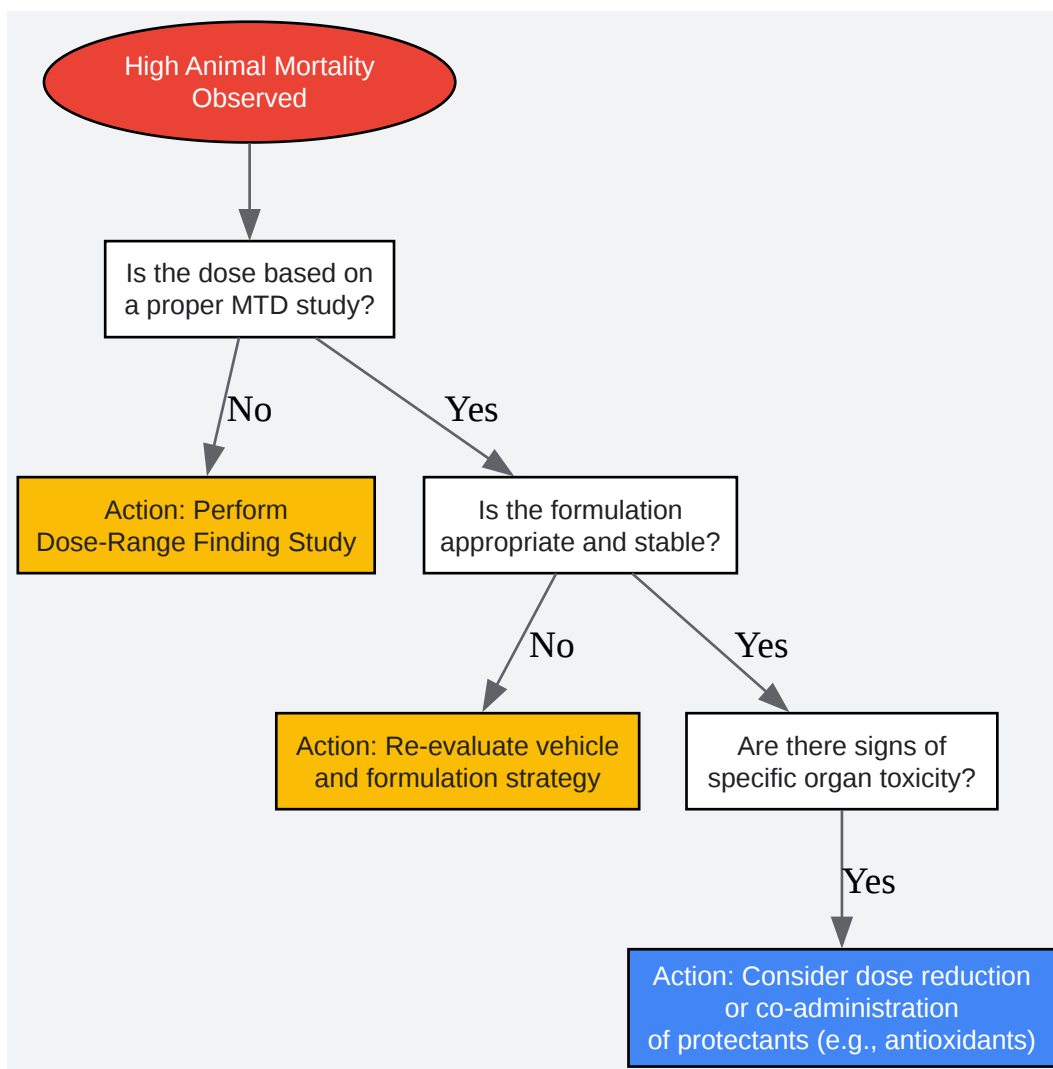 High Animal Mortality
Observed
Is the dose based on
a proper MTD study?
No
Yes
Action: Perform
Dose-Range Finding Study
Is the formulation
appropriate and stable?
No
Yes
Action: Re-evaluate vehicle
and formulation strategy
Are there signs of
specific organ toxicity?
Yes
Action: Consider dose reduction
or co-administration
of protectants (e.g., antioxidants)